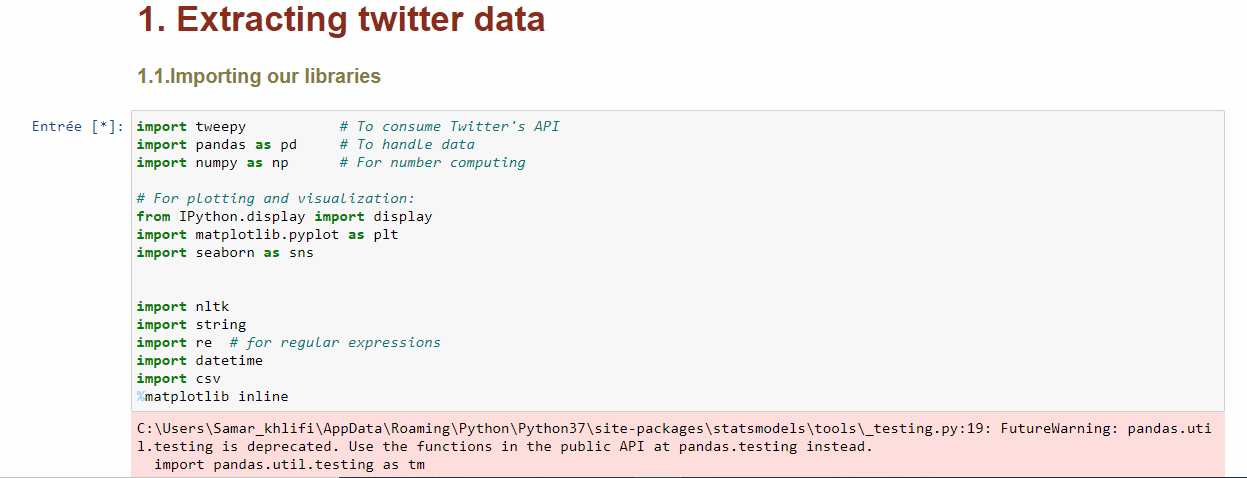 1. Extracting twitter data
1.1.Importing our libraries
Entrée [*]:
import tweepy # To consume Twitter's API
import pandas as pd # To handle data
import numpy as np # For number computing
# For plotting and visualization:
from IPython.display import display
import matplotlib.pyplot as plt
import seaborn as sns
import nltk
import string
import re # for regular expressions
import datetime
import csv
%matplotlib inline
C:\Users\Samar_khlifi\AppData\Roaming\Python\Python37\site-packages\statsmodels\tools\_testing.py:19: FutureWarning: pandas.uti
l.testing is deprecated. Use the functions in the public API at pandas.testing instead.
import pandas.util.testing as tm